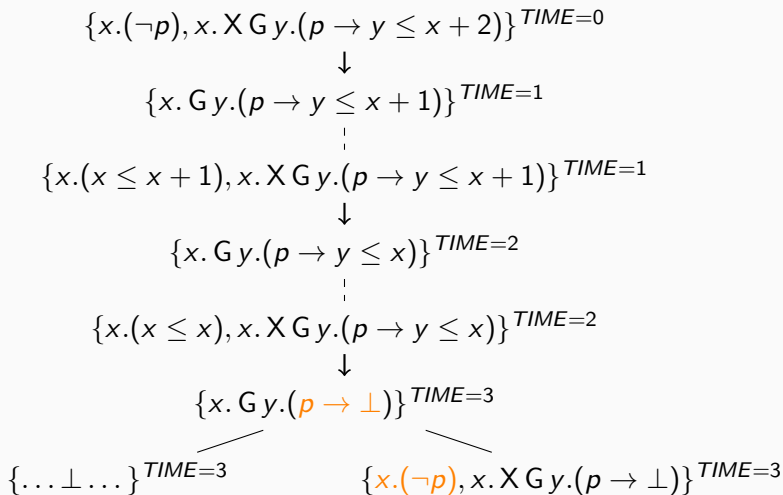 {x.(¬p), x. X G y.(p → y ≤ x + 2)}^{TIME=0}
↓
{x. G y.(p → y ≤ x + 1)}^{TIME=1}
{x.(x ≤ x + 1), x. X G y.(p → y ≤ x + 1)}^{TIME=1}
↓
{x. G y.(p → y ≤ x)}^{TIME=2}
{x.(x ≤ x), x. X G y.(p → y ≤ x)}^{TIME=2}
↓
{x. G y.(p → ⊥)}^{TIME=3}
{... ⊥ ...}^{TIME=3} {x.(¬p), x. X G y.(p → ⊥)}^{TIME=3}